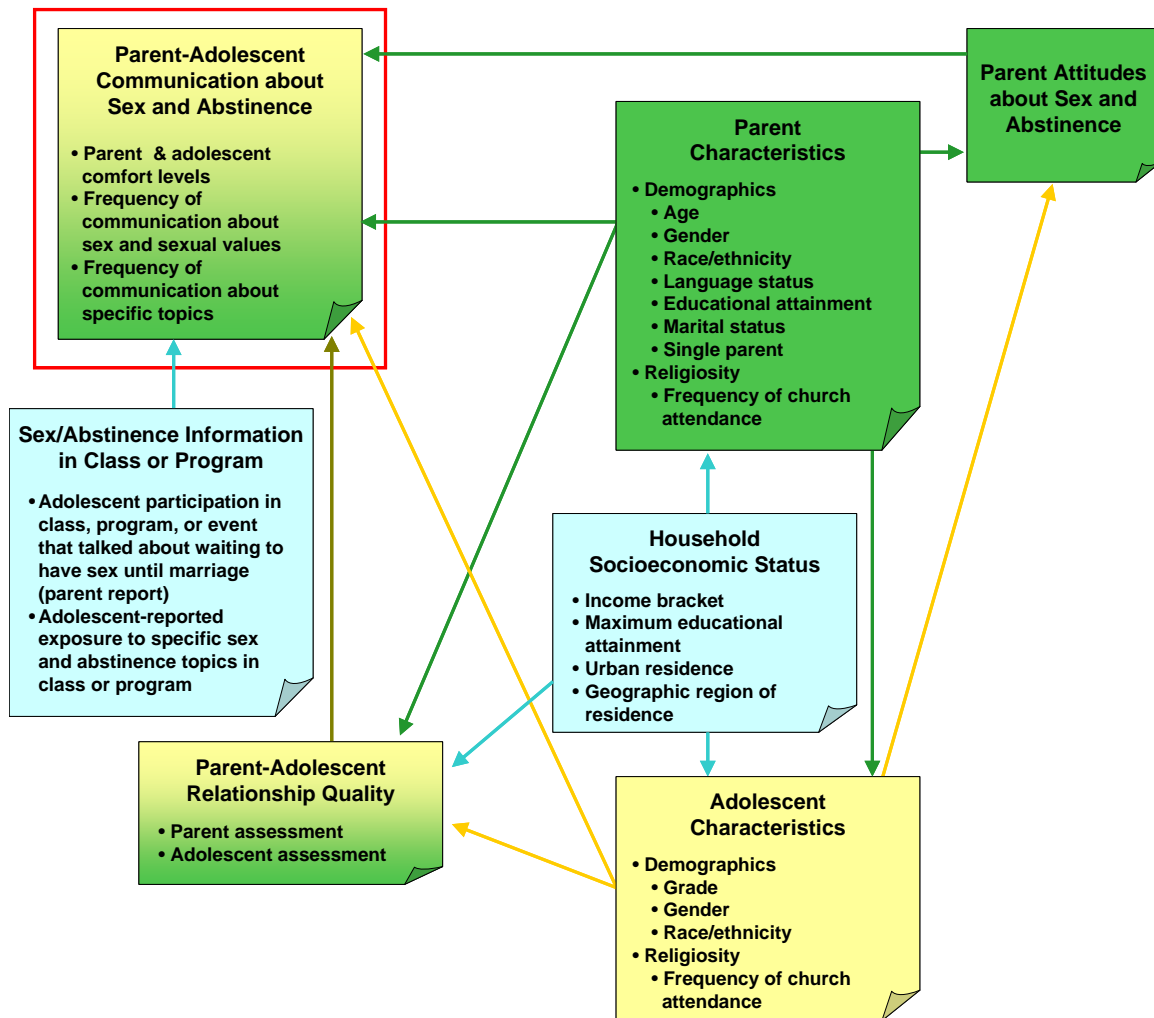 Parent-Adolescent
Communication about
Sex and Abstinence
• Parent & adolescent
comfort levels
• Frequency of
communication about
sex and sexual values
• Frequency of
communication about
specific topics
Parent Attitudes
about Sex and
Abstinence
Parent
Characteristics
• Demographics
• Age
• Gender
• Race/ethnicity
• Language status
• Educational attainment
• Marital status
• Single parent
• Religiosity
• Frequency of church
attendance
Sex/Abstinence Information
in Class or Program
• Adolescent participation in
class, program, or event
that talked about waiting to
have sex until marriage
(parent report)
• Adolescent-reported
exposure to specific sex
and abstinence topics in
class or program
Household
Socioeconomic Status
• Income bracket
• Maximum educational
attainment
• Urban residence
• Geographic region of
residence
Parent-Adolescent
Relationship Quality
• Parent assessment
• Adolescent assessment
Adolescent
Characteristics
• Demographics
• Grade
• Gender
• Race/ethnicity
• Religiosity
• Frequency of church
attendance